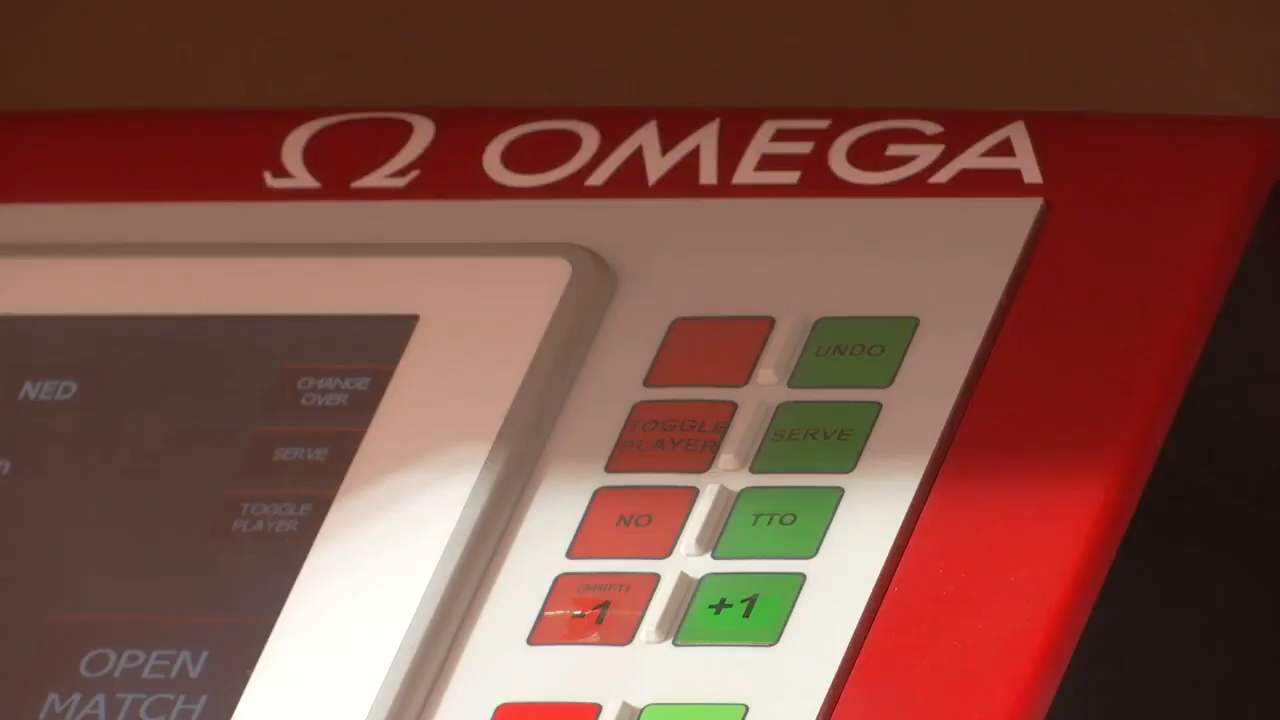 Ω OMEGA
UNDO
TOGGLE
PLAYER
SERVE
NO
TTO
(SHIFT)
-1
+1
NED
CHANGE
OVER
SERVE
TOGGLE
PLAYER
OPEN
MATCH